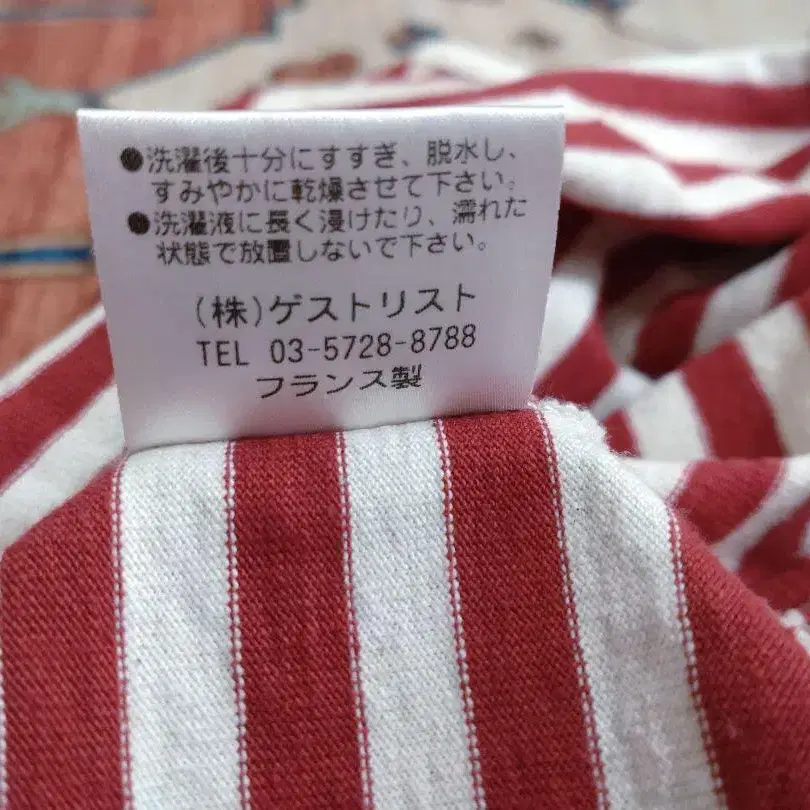 ●洗濯後十分にすすぎ、脱水し、
すみやかに乾燥させて下さい。
●洗濯液に長く浸けたり、濡れた
状態で放置しないで下さい。
(株)ゲストリスト
TEL 03-5728-8788
フランス製